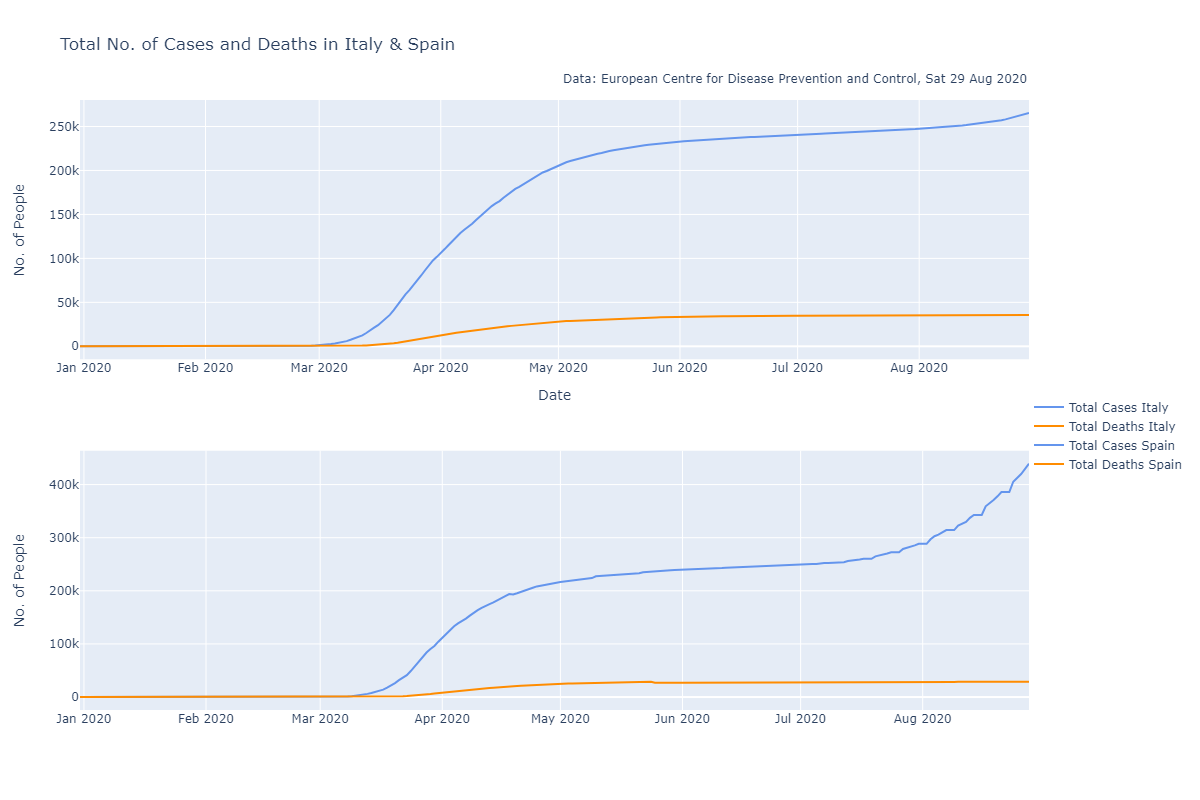 Total No. of Cases and Deaths in Italy & Spain
Data: European Centre for Disease Prevention and Control, Sat 29 Aug 2020
No. of People
250k
200k
150k
100k
50k
0
Jan 2020 Feb 2020 Mar 2020 Apr 2020 May 2020 Jun 2020 Jul 2020 Aug 2020
Date
Total Cases Italy
Total Deaths Italy
Total Cases Spain
Total Deaths Spain
No. of People
400k
300k
200k
100k
0
Jan 2020 Feb 2020 Mar 2020 Apr 2020 May 2020 Jun 2020 Jul 2020 Aug 2020